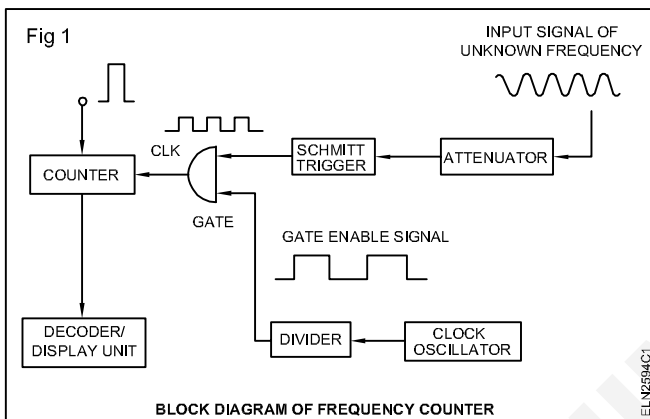 Fig 1
INPUT SIGNAL OF
UNKNOWN FREQUENCY
CLK
COUNTER
SCHMITT
TRIGGER
ATTENUATOR
GATE
GATE ENABLE SIGNAL
DECODER/
DISPLAY UNIT
DIVIDER
CLOCK
OSCILLATOR
BLOCK DIAGRAM OF FREQUENCY COUNTER
ELN2594C1